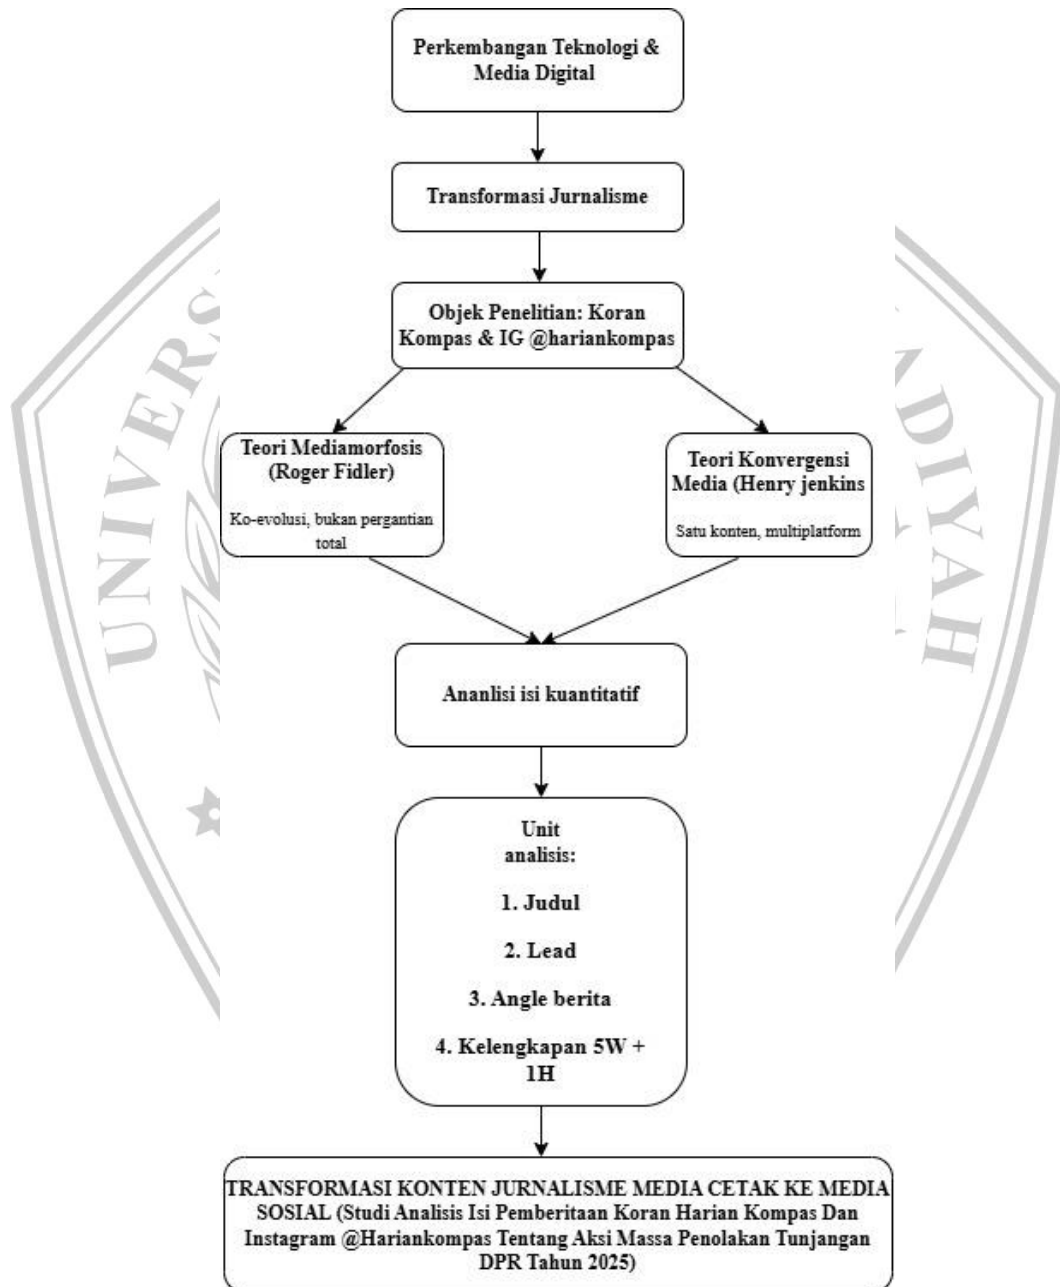 Perkembangan Teknologi &
Media Digital
Transformasi Jurnalisme
Objek Penelitian: Koran
Kompas & IG @hariankompas
Teori Mediamorfosis
(Roger Fidler)
Ko-evolusi, bukan pergantian
total
Teori Konvergensi
Media (Henry jenkins
Satu konten, multiplatform
Ananlisi isi kuantitatif
Unit
analisis:
1. Judul
2. Lead
3. Angle berita
4. Kelengkapan 5W +
1H
TRANSFORMASI KONTEN JURNALISME MEDIA CETAK KE MEDIA
SOSIAL (Studi Analisis Isi Pemberitaan Koran Harian Kompas Dan
Instagram @Hariankompas Tentang Aksi Massa Penolakan Tunjangan
DPR Tahun 2025)